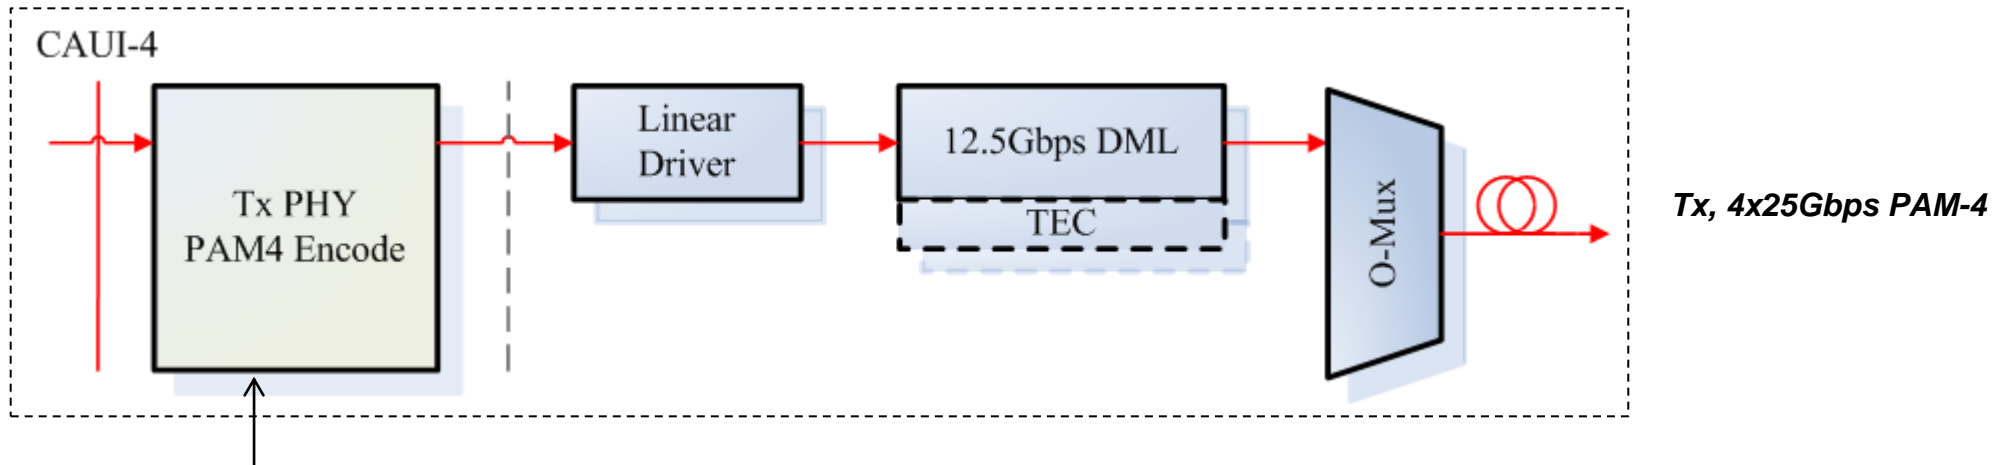 CAUI-4
Tx PHY
PAM4 Encode
Linear
Driver
12.5Gbps DML
TEC
O-Mux
Tx, 4x25Gbps PAM-4